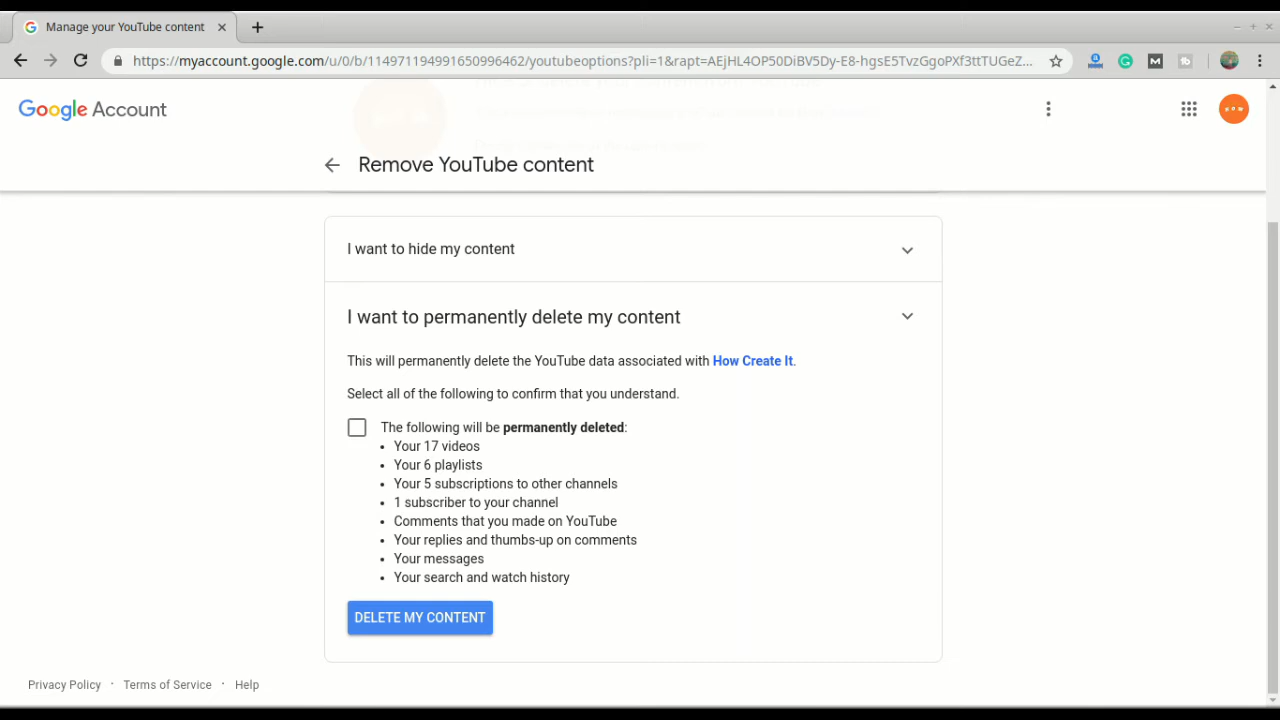 Manage your YouTube content
https://myaccount.google.com/u/0/b/114971194991650996462/youtubeoptions?pli=1&rapt=AEjHL4OP50DiBV5Dy-E8-hgsE5TvzGgoPXf3ttTUGeZ...
Google Account
Remove YouTube content
I want to hide my content
I want to permanently delete my content
This will permanently delete the YouTube data associated with How Create It.
Select all of the following to confirm that you understand.
The following will be permanently deleted:
• Your 17 videos
• Your 6 playlists
• Your 5 subscriptions to other channels
• 1 subscriber to your channel
• Comments that you made on YouTube
• Your replies and thumbs-up on comments
• Your messages
• Your search and watch history
DELETE MY CONTENT
Privacy Policy · Terms of Service · Help